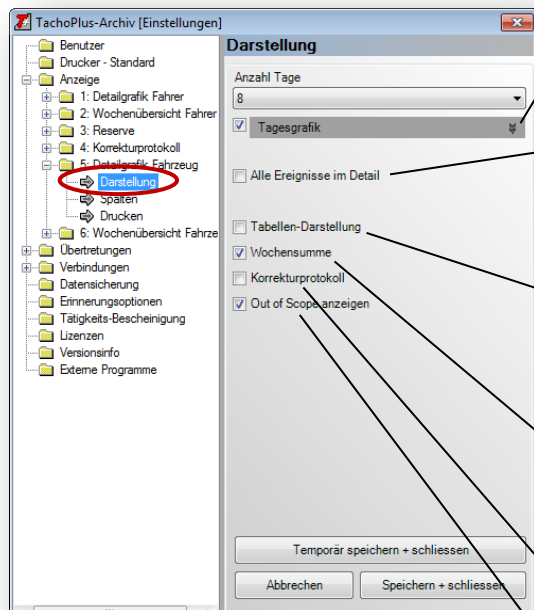 TachoPlus-Archiv [Einstellungen]
Benutzer
Drucker - Standard
Anzeige
1: Detailgrafik Fahrer
2: Wochenübersicht Fahrer
3: Reserve
4: Korrekturprotokoll
5: Detailgrafik Fahrzeug
Darstellung
Spalten
Drucken
6: Wochenübersicht Fahrze
Übertretungen
Verbindungen
Datensicherung
Erinnerungsoptionen
Tätigkeits-Bescheinigung
Lizenzen
Versionsinfo
Externe Programme
Darstellung
Anzahl Tage
8
Tagesgrafik
Alle Ereignisse im Detail
Tabellen-Darstellung
Wochensumme
Korrekturprotokoll
Out of Scope anzeigen
Temporär speichern + schliessen
Abbrechen
Speichern + schliessen